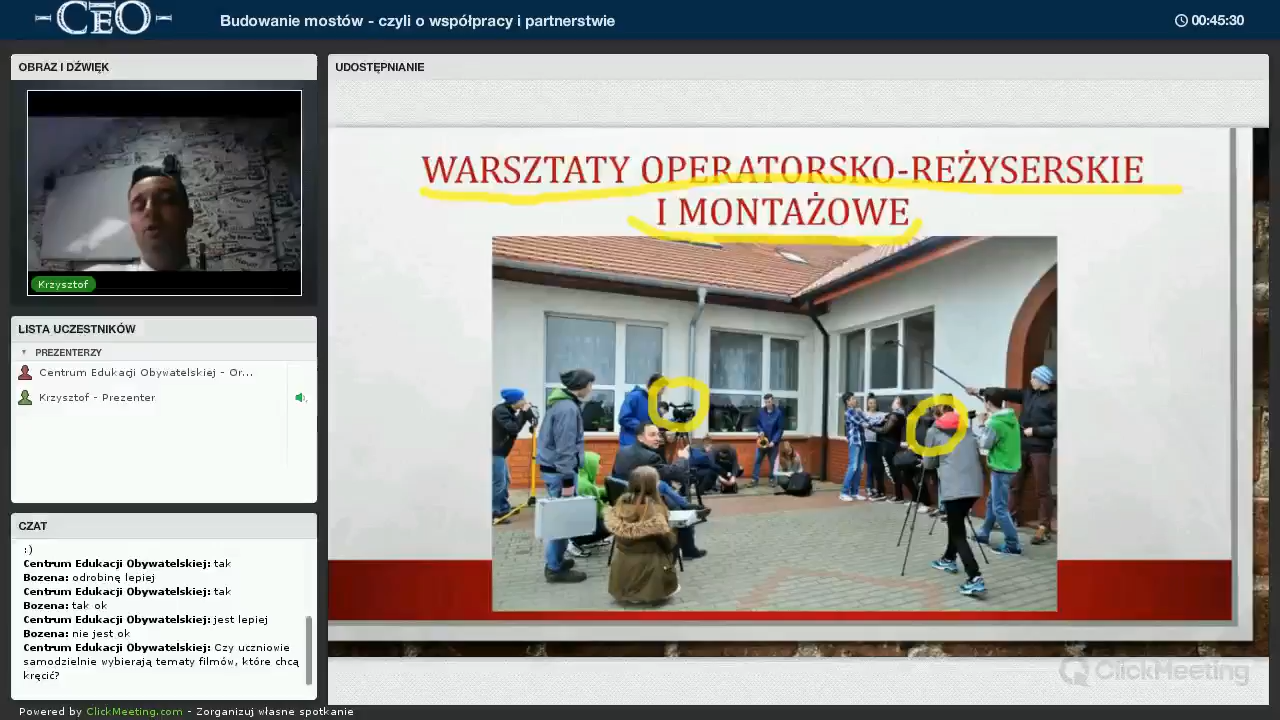 CEO
Budowanie mostów - czyli o współpracy i partnerstwie
00:45:30
OBRAZ I DŹWIĘK
Krzysztof
LISTA UCZESTNIKÓW
PREZENTERZY
Centrum Edukacji Obywatelskiej - Or...
Krzysztof - Prezenter
CZAT
:)
Centrum Edukacji Obywatelskiej: tak
Bozena: odrobinę lepiej
Centrum Edukacji Obywatelskiej: tak
Bozena: tak ok
Centrum Edukacji Obywatelskiej: jest lepiej
Bozena: nie jest ok
Centrum Edukacji Obywatelskiej: Czy uczniowie
samodzielnie wybierają tematy filmów, które chcą
kręcić?
Powered by ClickMeeting.com - Zorganizuj własne spotkanie
UDOSTĘPNIANIE
WARSZTATY OPERATORSKO-REŻYSERSKIE
I MONTAŻOWE
ClickMeeting